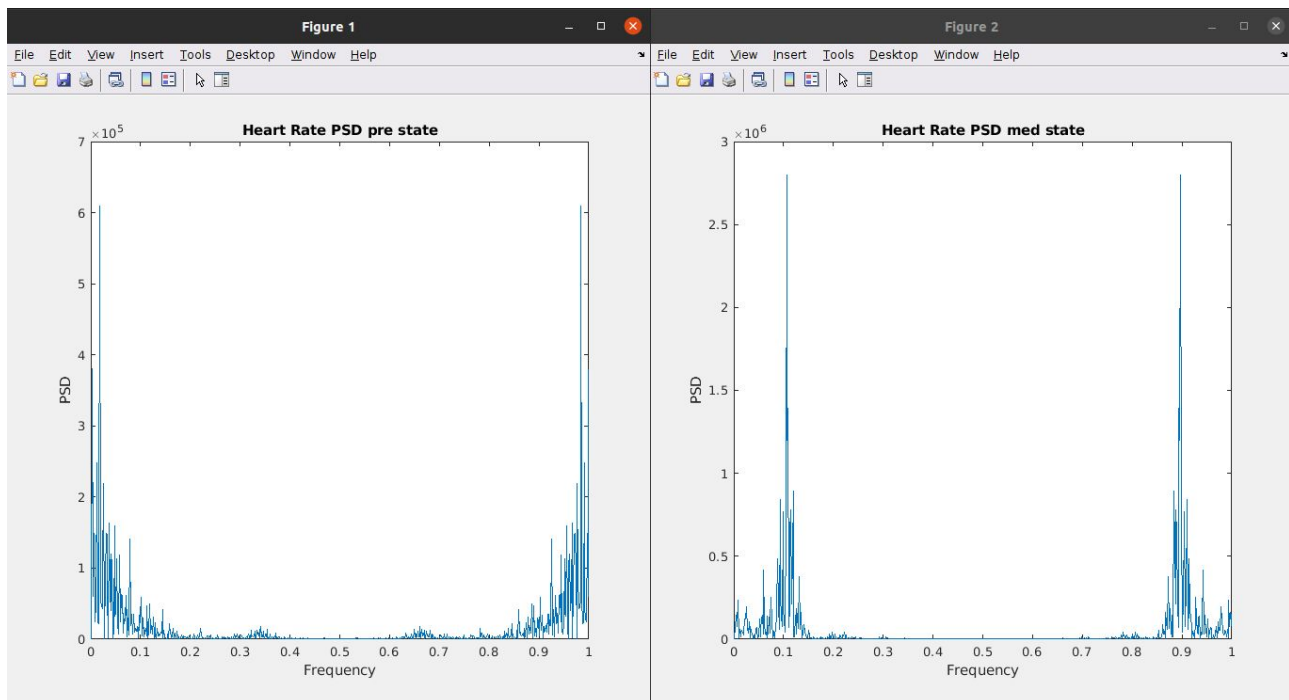 Figure 1
File Edit View Insert Tools Desktop Window Help
×10⁵
Heart Rate PSD pre state
7
6
5
4
3
2
1
0
PSD
0 0.1 0.2 0.3 0.4 0.5 0.6 0.7 0.8 0.9 1
Frequency
Figure 2
File Edit View Insert Tools Desktop Window Help
×10⁶
Heart Rate PSD med state
3
2.5
2
1.5
1
0.5
0
PSD
0 0.1 0.2 0.3 0.4 0.5 0.6 0.7 0.8 0.9 1
Frequency